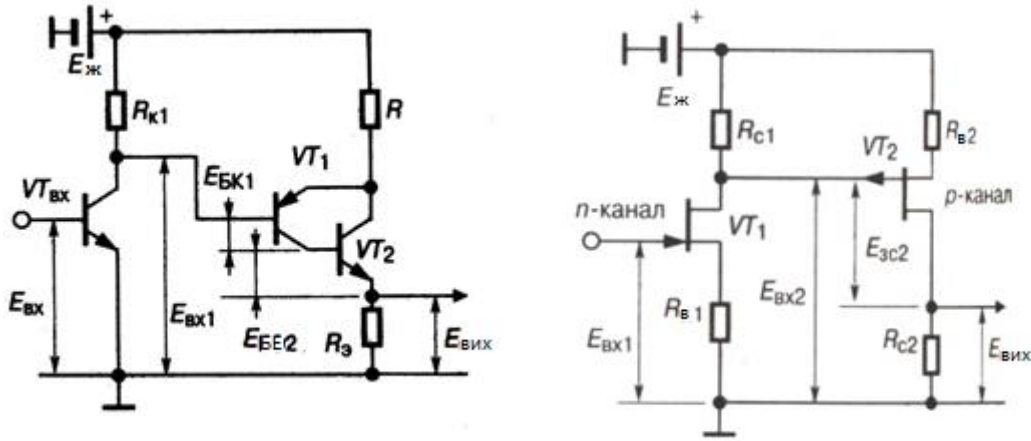 +
Eж
Rк1
R
VT1
EБК1
VTвх
VT2
Eвх
Eвх1
EБЕ2
Rэ
Eвих
+
Eж
Rс1
Rв2
VT2
n-канал
p-канал
VT1
Eзс2
Eвх2
Rв1
Eвх1
Rс2
Eвих